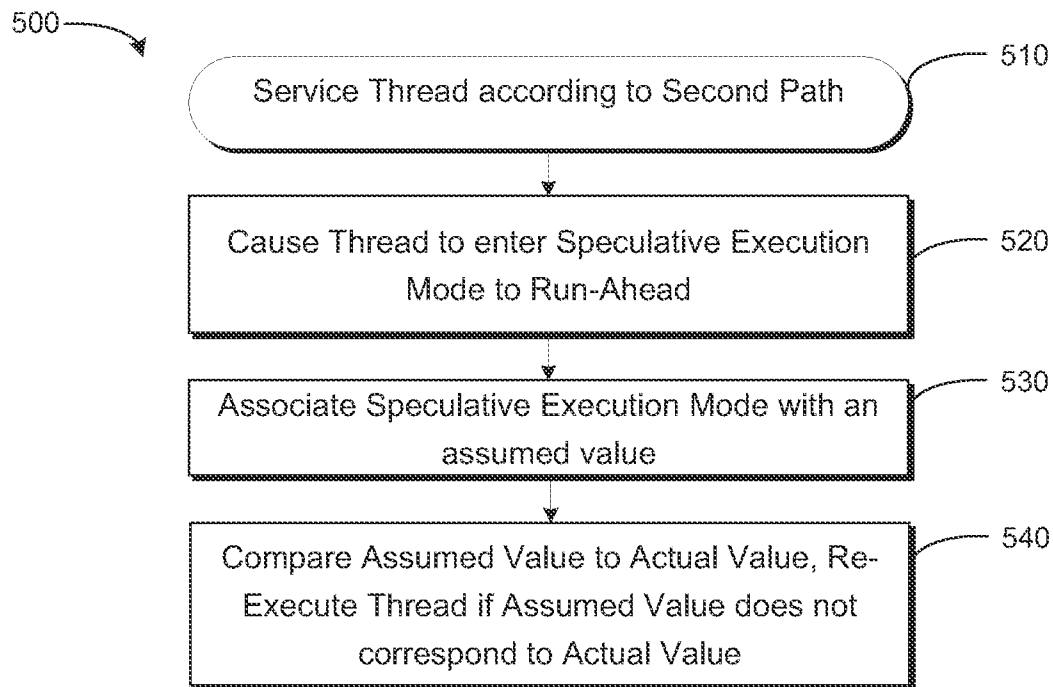 500
510
Service Thread according to Second Path
Cause Thread to enter Speculative Execution
Mode to Run-Ahead
520
Associate Speculative Execution Mode with an
assumed value
530
Compare Assumed Value to Actual Value, Re-
Execute Thread if Assumed Value does not
correspond to Actual Value
540